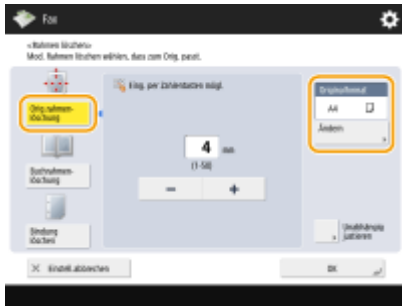 Fax
<Rahmen löschen>
Mod. Rahmen löschen wählen, dass zum Orig. passt.
Orig.rahmen-
löschung
Eing. per Zahlentasten mögl.
Originalformat
A4
Ändern
4 mm
(1-50)
Buchrahmen-
löschung
- +
Bindung
löschen
Unabhängig
justieren
× Einstell. abbrechen
OK